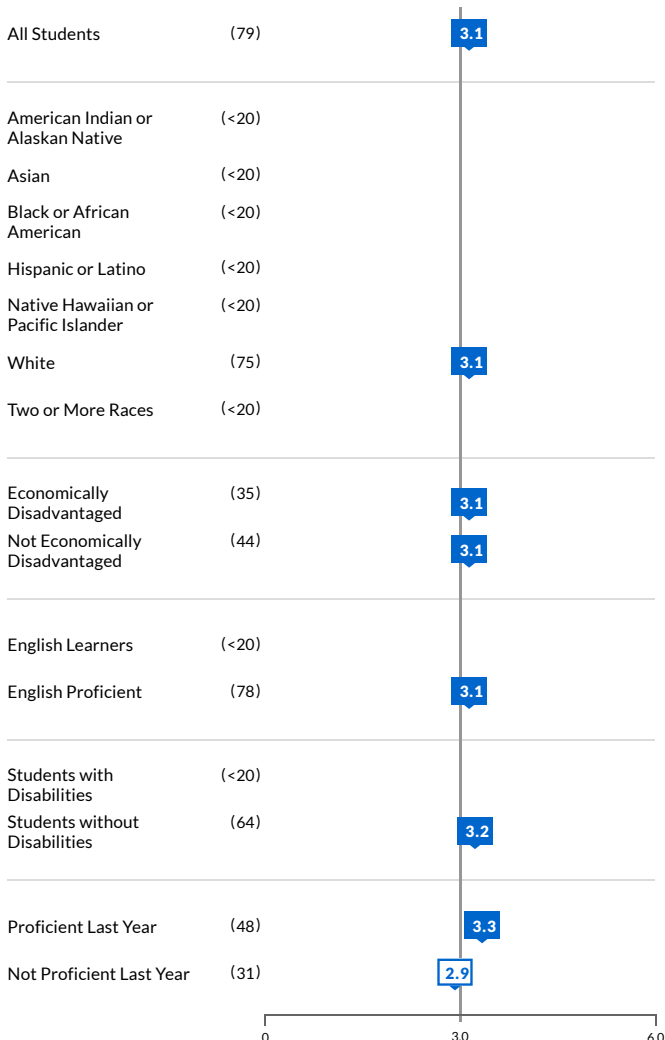 All Students (79) 3.1
American Indian or (<20)
Alaskan Native
Asian (<20)
Black or African (<20)
American
Hispanic or Latino (<20)
Native Hawaiian or (<20)
Pacific Islander
White (75) 3.1
Two or More Races (<20)
Economically (35) 3.1
Disadvantaged
Not Economically (44) 3.1
Disadvantaged
English Learners (<20)
English Proficient (78) 3.1
Students with (<20)
Disabilities
Students without (64) 3.2
Disabilities
Proficient Last Year (48) 3.3
Not Proficient Last Year (31) 2.9
0 3.0 6.0